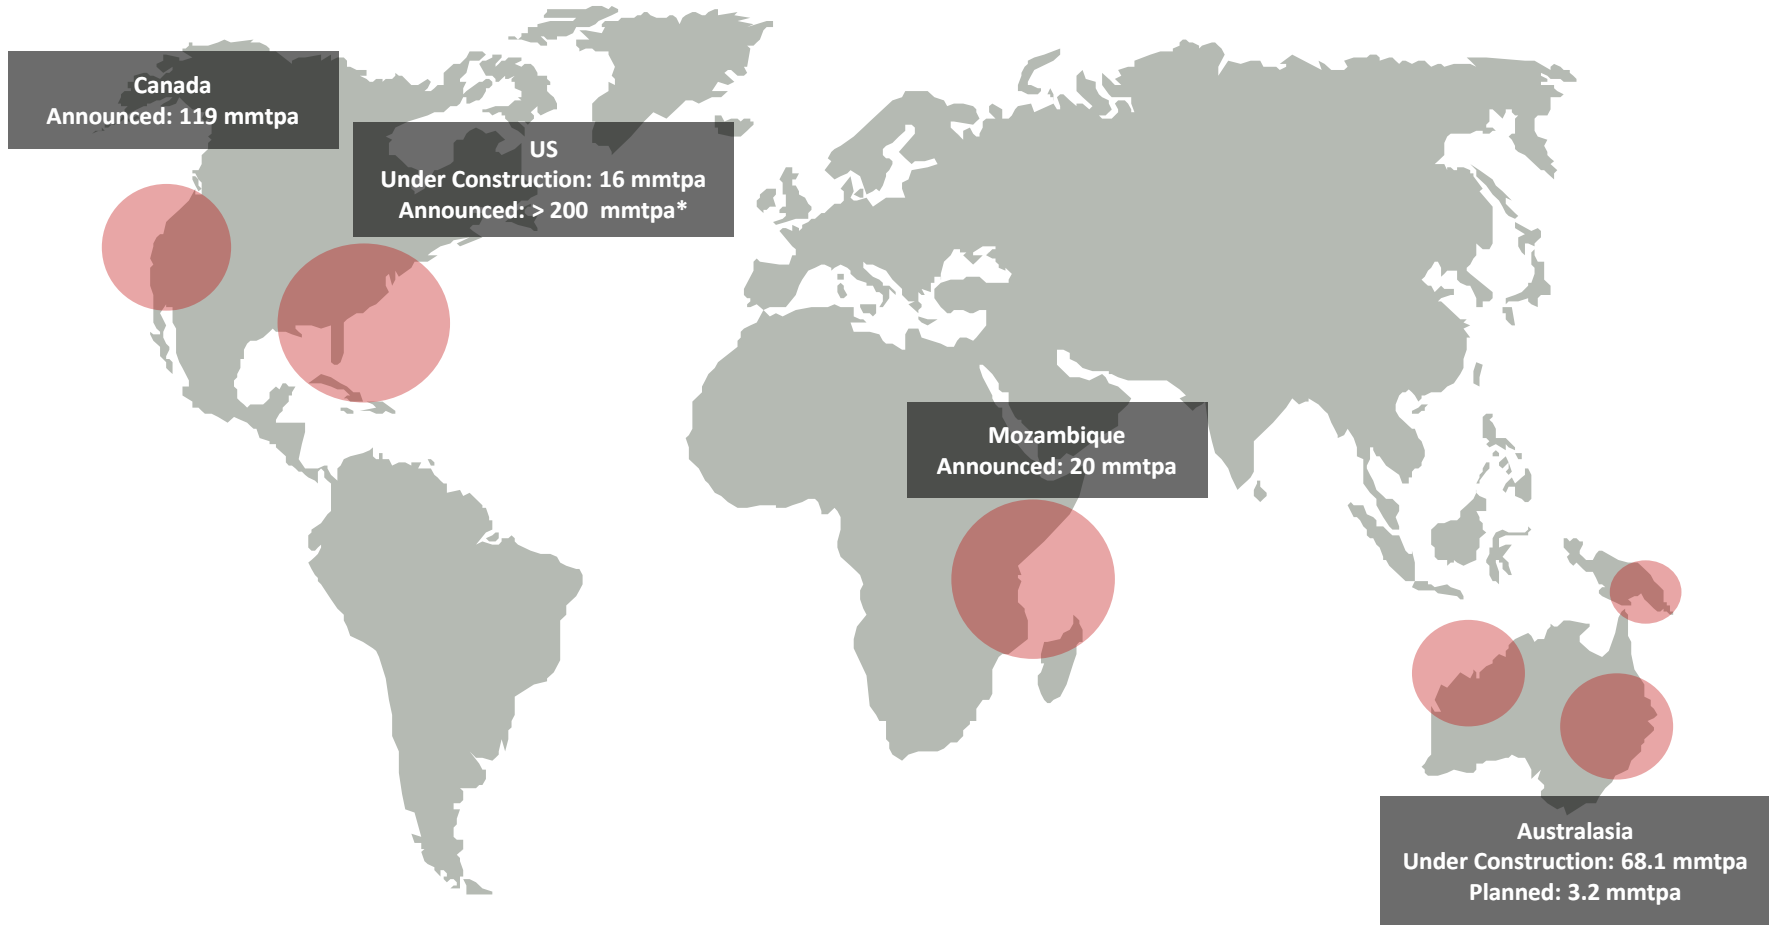 Canada
Announced: 119 mmtpa
US
Under Construction: 16 mmtpa
Announced: > 200 mmtpa*
Mozambique
Announced: 20 mmtpa
Australasia
Under Construction: 68.1 mmtpa
Planned: 3.2 mmtpa